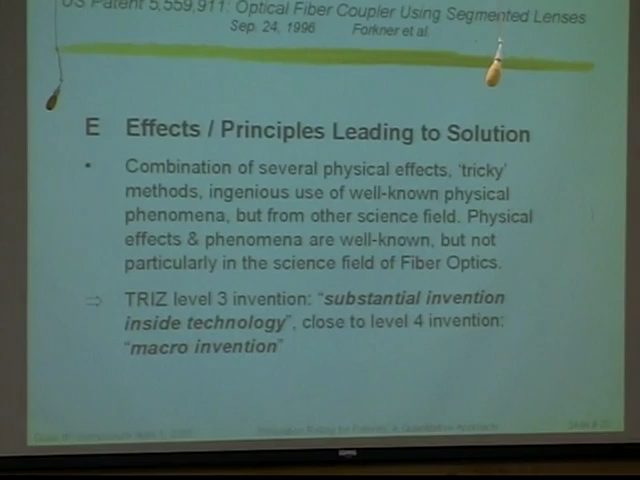 US Patent 5,559,911: Optical Fiber Coupler Using Segmented Lenses
Sep. 24, 1996 Forkner et al
E Effects / Principles Leading to Solution
• Combination of several physical effects, 'tricky'
methods, ingenious use of well-known physical
phenomena, but from other science field. Physical
effects & phenomena are well-known, but not
particularly in the science field of Fiber Optics.
⇒ TRIZ level 3 invention: "substantial invention
inside technology", close to level 4 invention:
"macro invention"